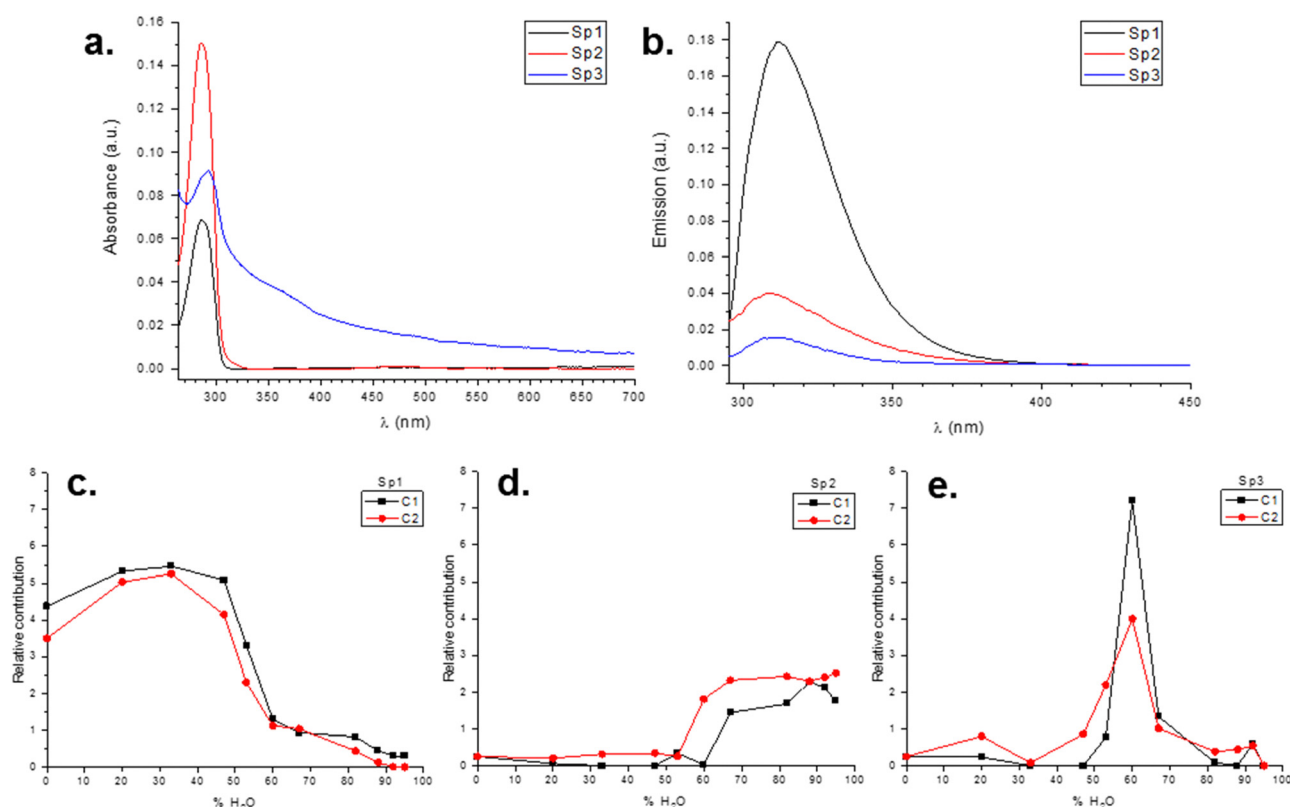 a.
Sp1
Sp2
Sp3
Absorbance (a.u.)
0.16
0.14
0.12
0.10
0.08
0.06
0.04
0.02
0.00
300 350 400 450 500 550 600 650 700
λ (nm)
b.
Sp1
Sp2
Sp3
Emission (a.u.)
0.18
0.16
0.14
0.12
0.10
0.08
0.06
0.04
0.02
0.00
300 350 400 450
λ (nm)
c.
Sp1
C1
C2
Relative contribution
8
7
6
5
4
3
2
1
0
0 10 20 30 40 50 60 70 80 90 100
% H2O
d.
Sp2
C1
C2
Relative contribution
8
7
6
5
4
3
2
1
0
0 10 20 30 40 50 60 70 80 90 100
% H2O
e.
Sp3
C1
C2
Relative contribution
8
7
6
5
4
3
2
1
0
0 10 20 30 40 50 60 70 80 90 100
% H2O